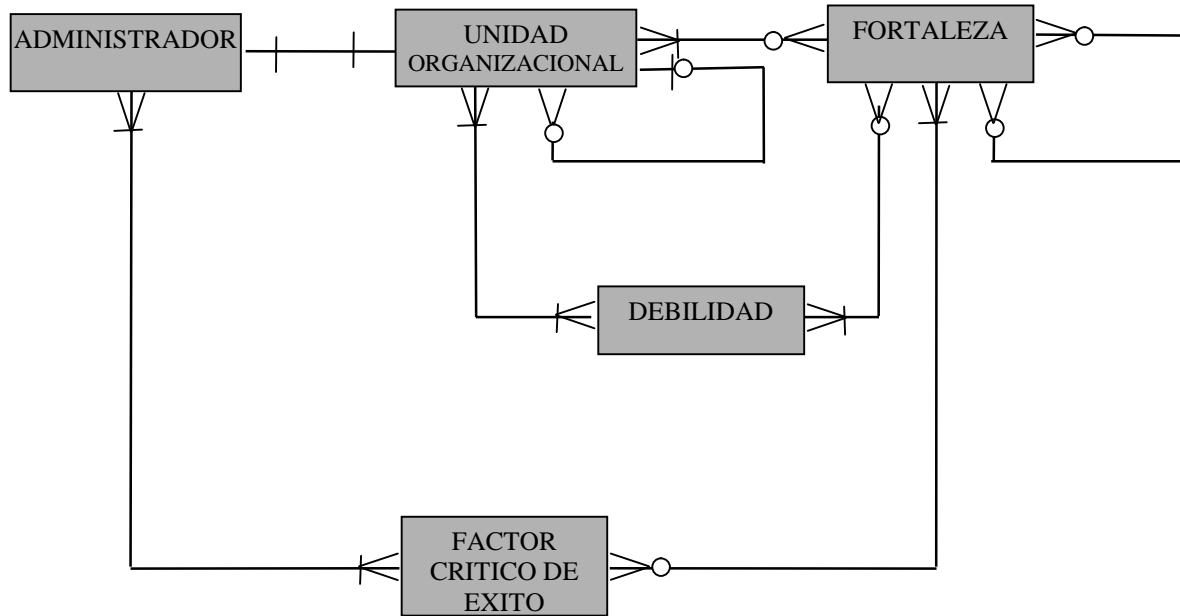 ADMINISTRADOR
UNIDAD
ORGANIZACIONAL
FORTALEZA
DEBILIDAD
FACTOR
CRITICO DE
EXITO